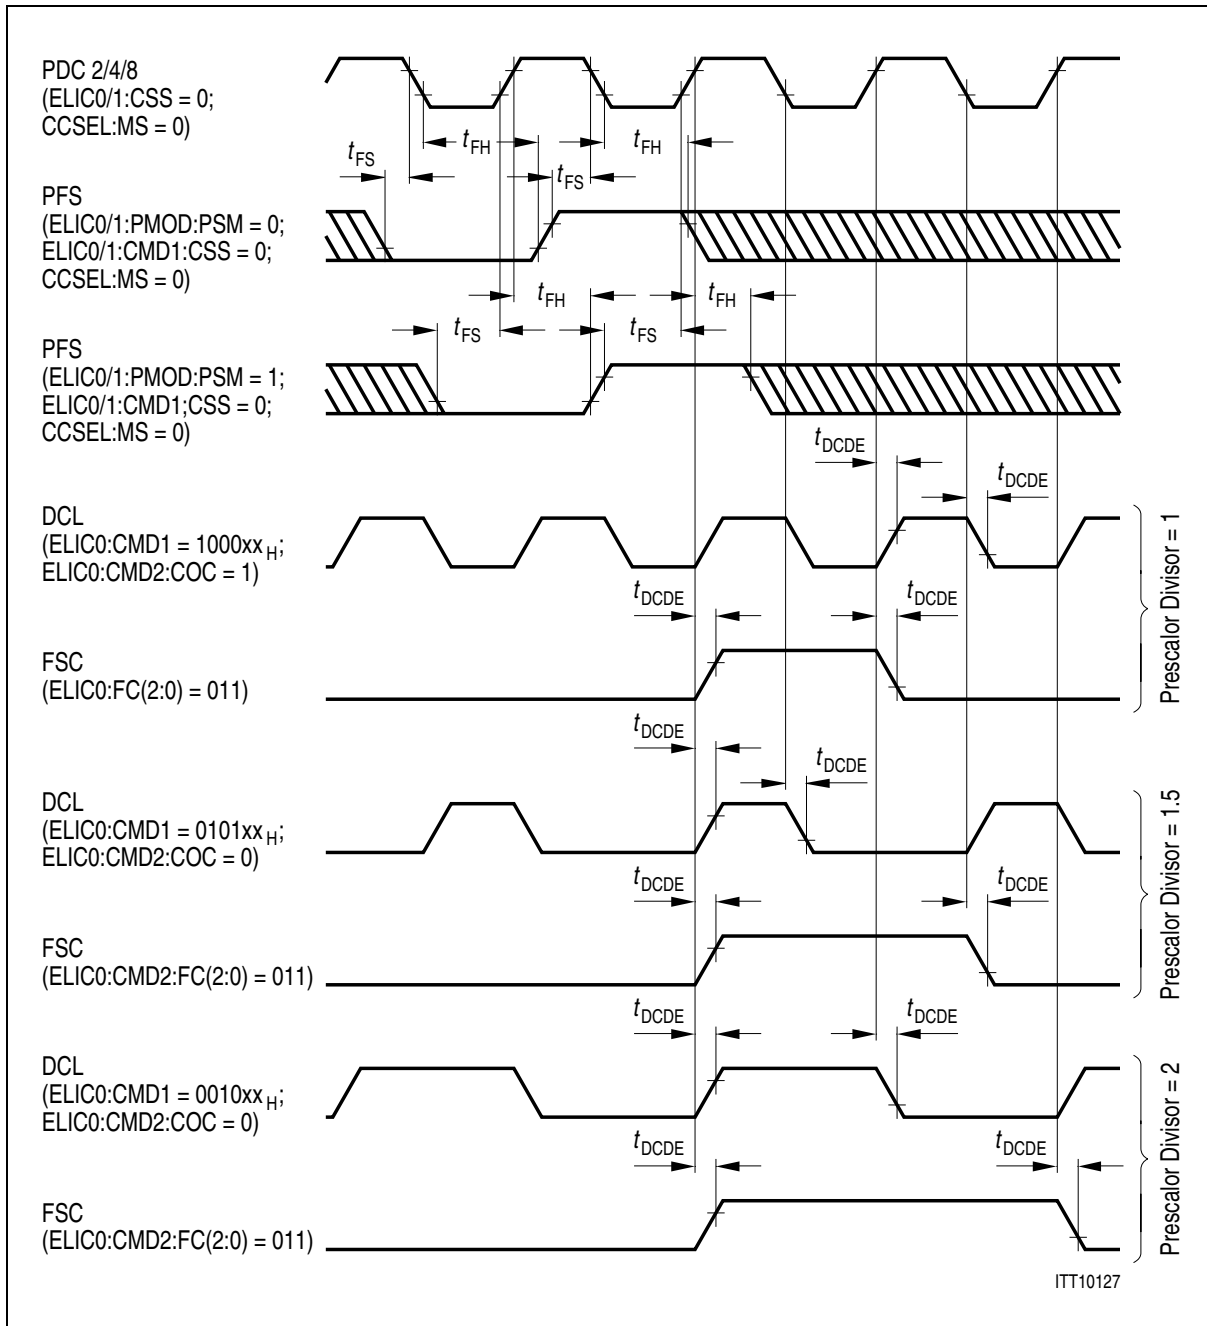 PDC 2/4/8
(ELIC0/1:CSS = 0;
CCSEL:MS = 0)
tFH
tFH
tFS
tFS
PFS
(ELIC0/1:PMOD:PSM = 0;
ELIC0/1:CMD1:CSS = 0;
CCSEL:MS = 0)
tFH
tFH
tFS
tFS
PFS
(ELIC0/1:PMOD:PSM = 1;
ELIC0/1:CMD1;CSS = 0;
CCSEL:MS = 0)
tDCDE
tDCDE
DCL
(ELIC0:CMD1 = 1000xxH;
ELIC0:CMD2:COC = 1)
tDCDE
tDCDE
FSC
(ELIC0:FC(2:0) = 011)
Prescalor Divisor = 1
tDCDE
tDCDE
DCL
(ELIC0:CMD1 = 0101xxH;
ELIC0:CMD2:COC = 0)
tDCDE
tDCDE
FSC
(ELIC0:CMD2:FC(2:0) = 011)
Prescalor Divisor = 1.5
tDCDE
tDCDE
DCL
(ELIC0:CMD1 = 0010xxH;
ELIC0:CMD2:COC = 0)
tDCDE
tDCDE
FSC
(ELIC0:CMD2:FC(2:0) = 011)
Prescalor Divisor = 2
ITT10127